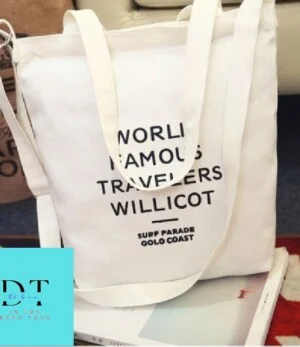 WORLD
FAMOUS
TRAVELERS
WILLICOT
SURF PARADE
GOLO COAST
DT